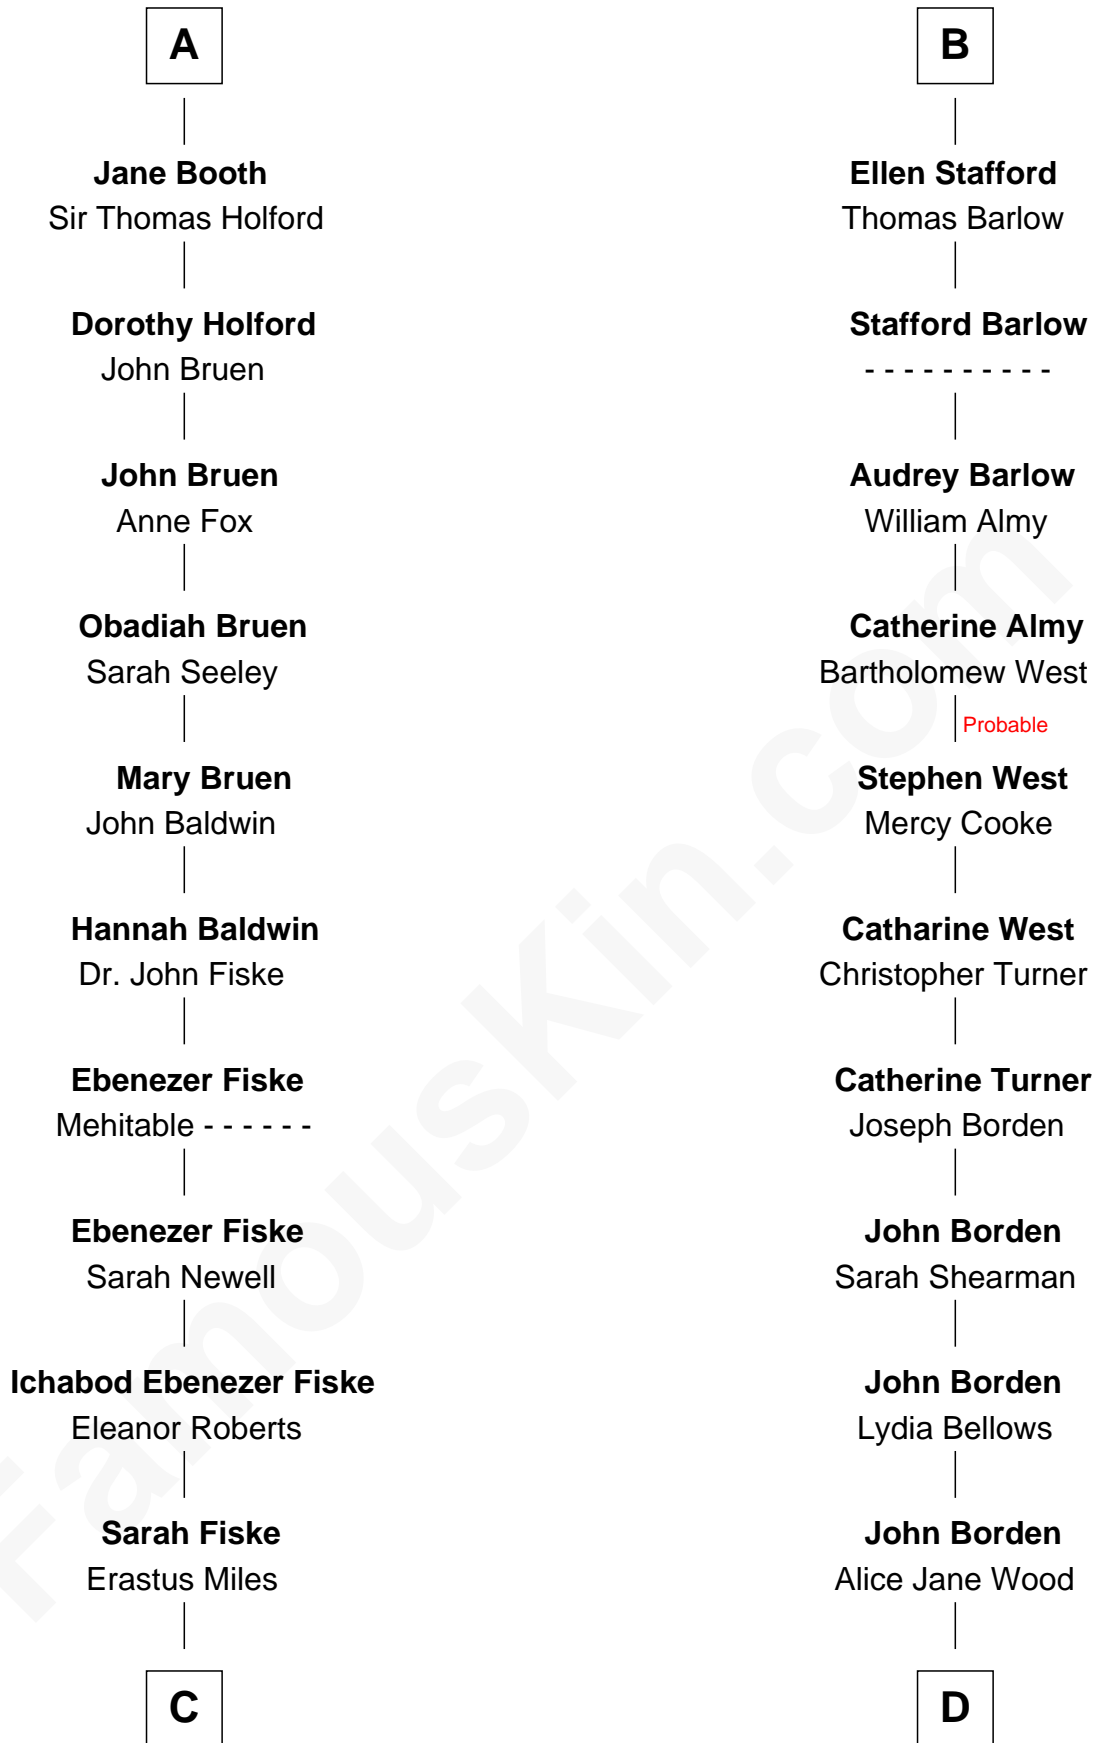 A
Jane Booth
Sir Thomas Holford
Dorothy Holford
John Bruen
John Bruen
Anne Fox
Obadiah Bruen
Sarah Seeley
Mary Bruen
John Baldwin
Hannah Baldwin
Dr. John Fiske
Ebenezer Fiske
Mehitable - - - - - -
Ebenezer Fiske
Sarah Newell
Ichabod Ebenezer Fiske
Eleanor Roberts
Sarah Fiske
Erastus Miles
C
B
Ellen Stafford
Thomas Barlow
Stafford Barlow
- - - - - - - - - -
Audrey Barlow
William Almy
Catherine Almy
Bartholomew West
Probable
Stephen West
Mercy Cooke
Catharine West
Christopher Turner
Catherine Turner
Joseph Borden
John Borden
Sarah Shearman
John Borden
Lydia Bellows
John Borden
Alice Jane Wood
D
FamousKin.com